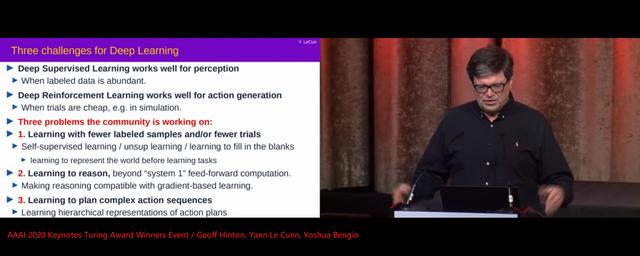 Y. LeCun
Three challenges for Deep Learning
Deep Supervised Learning works well for perception
When labeled data is abundant.
Deep Reinforcement Learning works well for action generation
When trials are cheap, e.g. in simulation.
Three problems the community is working on:
1. Learning with fewer labeled samples and/or fewer trials
Self-supervised learning / unsup learning / learning to fill in the blanks
learning to represent the world before learning tasks
2. Learning to reason, beyond “system 1” feed-forward computation.
Making reasoning compatible with gradient-based learning.
3. Learning to plan complex action sequences
Learning hierarchical representations of action plans
AAAI 2020 Keynotes Turing Award Winners Event / Geoff Hinton, Yann Le Cunn, Yoshua Bengio